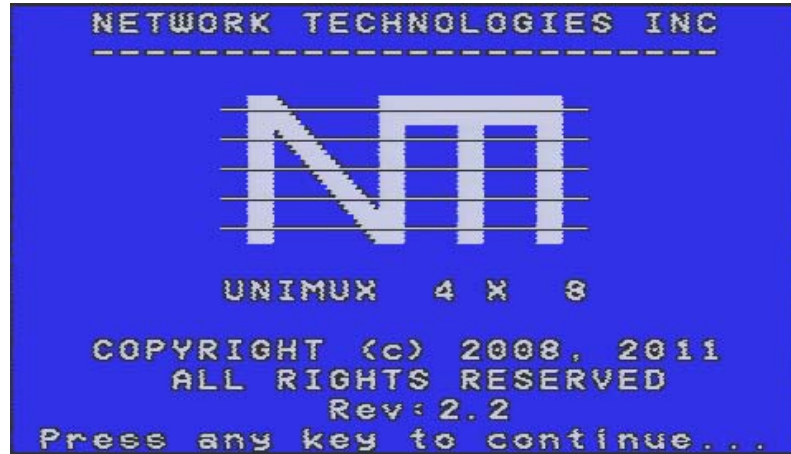 NETWORK TECHNOLOGIES INC
----------------------------
NTI
UNIMUX 4 X 8
COPYRIGHT (c) 2008, 2011
ALL RIGHTS RESERVED
Rev:2.2
Press any key to continue...